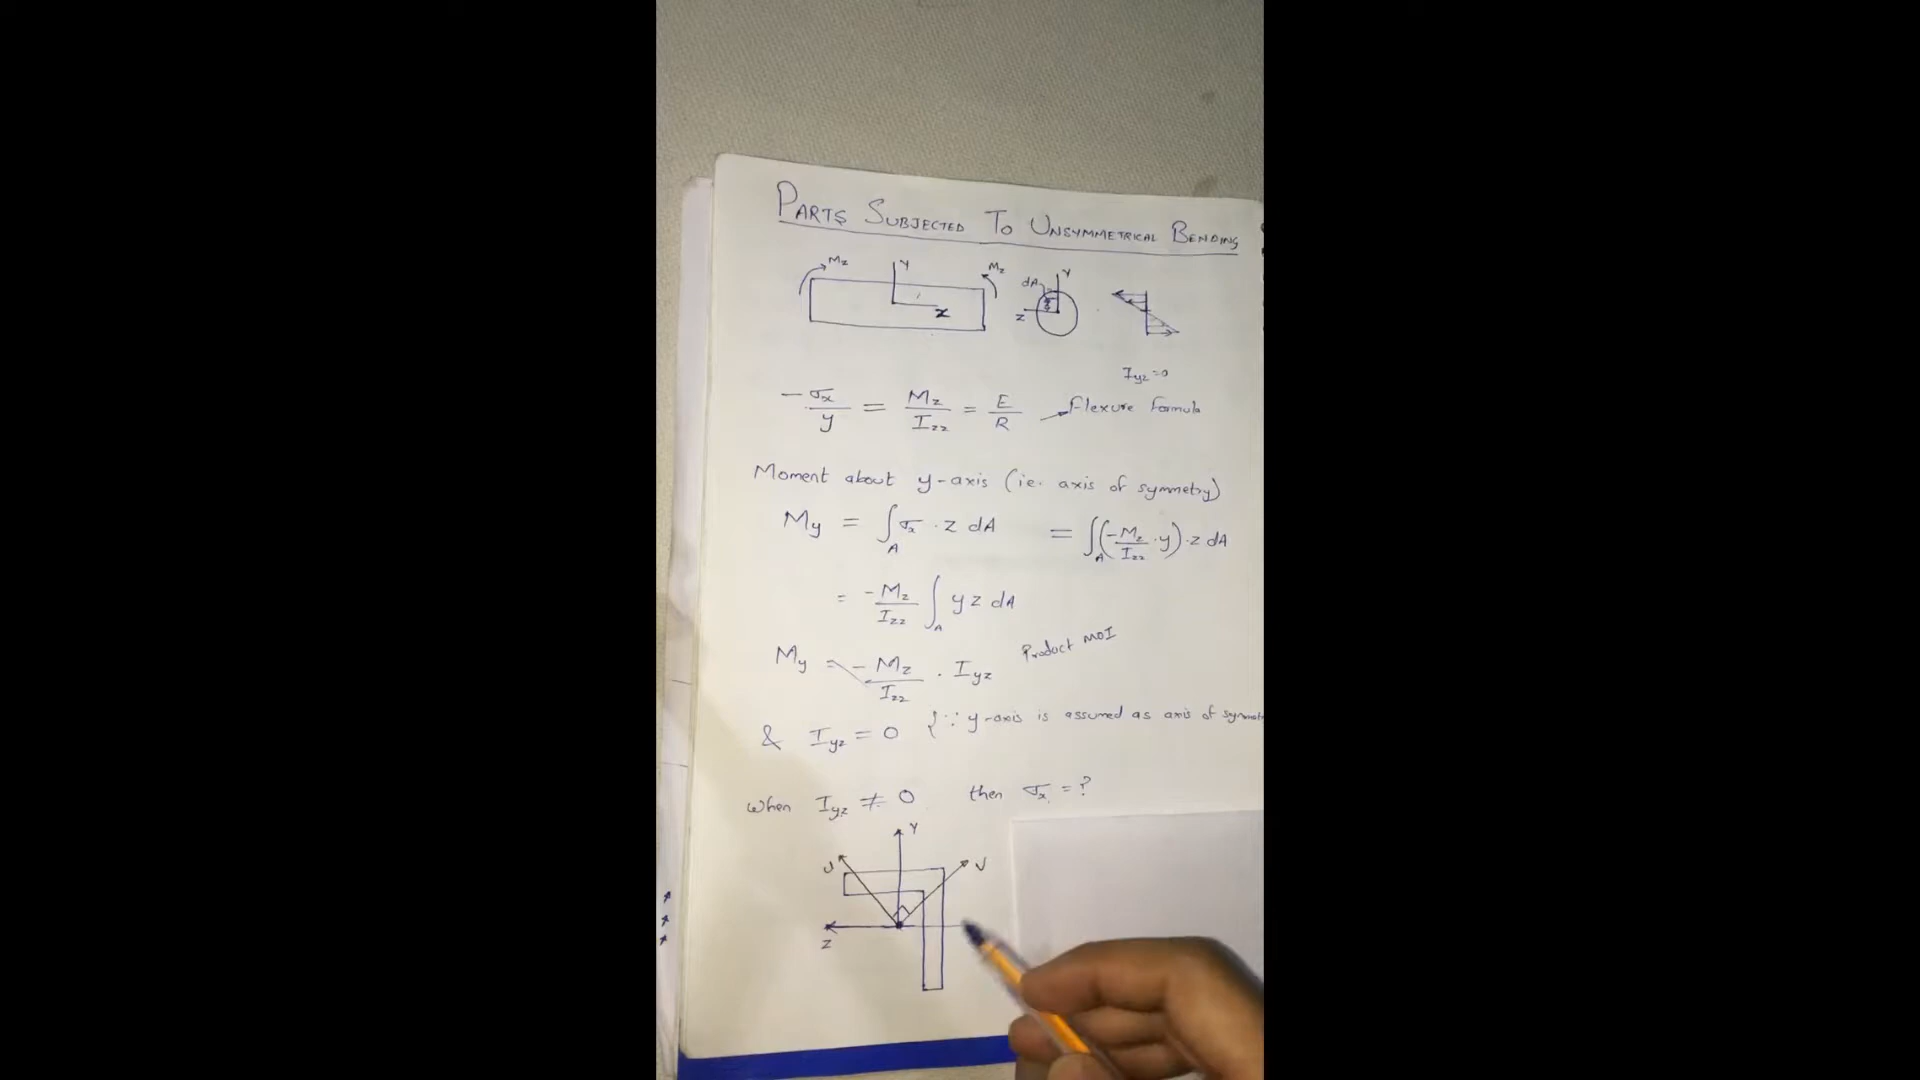 PARTS SUBJECTED TO UNSYMMETRICAL BENDING
Mz Y Mz dA Y
x Z
Iyz=0
- σx/y = Mz/Izz = E/R → Flexure formula
Moment about y-axis (ie. axis of symmetry)
My = ∫A σx · z dA = ∫A (-Mz/Izz · y) · z dA
= -Mz/Izz ∫A y z dA
My = -Mz/Izz · Iyz Product MOI
& Iyz = 0 {∵ y-axis is assumed as axis of symmet
When Iyz ≠ 0 then σx = ?
Y
U V
Z